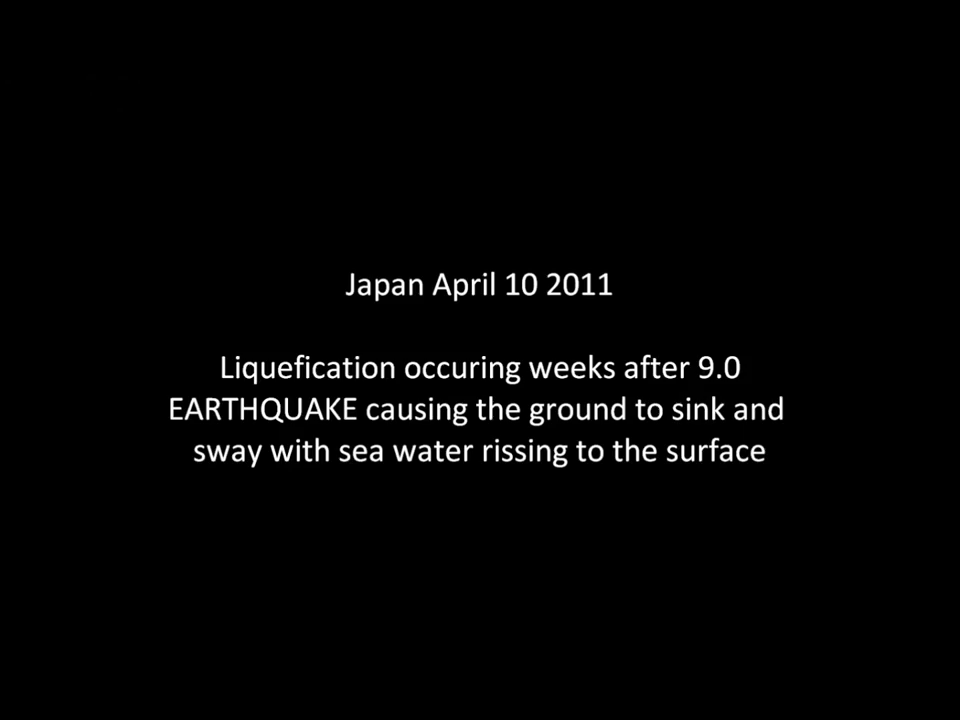 Japan April 10 2011
Liquefication occuring weeks after 9.0
EARTHQUAKE causing the ground to sink and
sway with sea water rissing to the surface